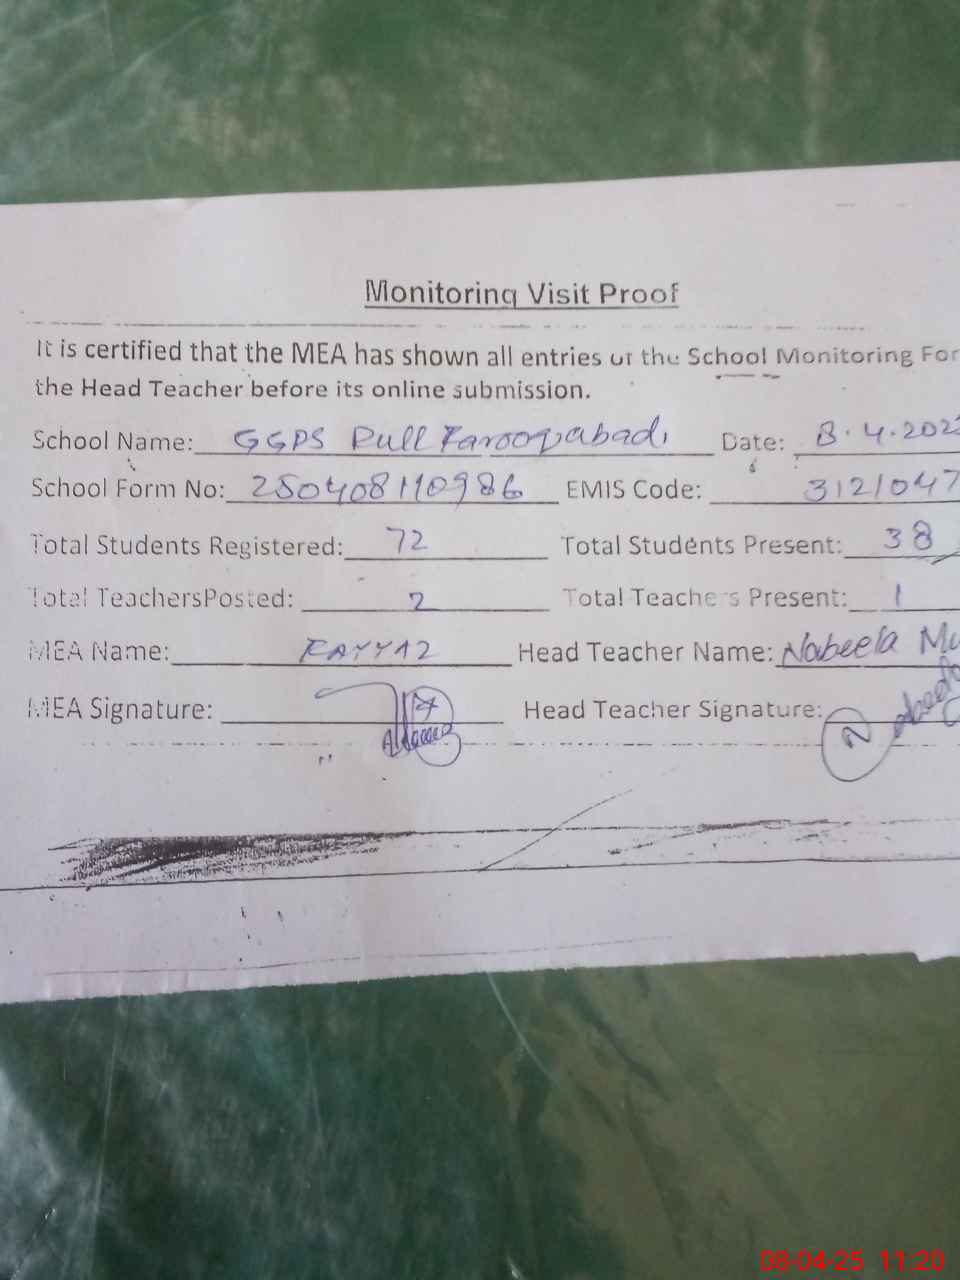 Monitoring Visit Proof
It is certified that the MEA has shown all entries of the School Monitoring For
the Head Teacher before its online submission.
School Name: GGPS Pull Farooqabad Date: 8.4.202
School Form No: 250408110986 EMIS Code: 3121047
Total Students Registered: 72 Total Students Present: 38
Total TeachersPosted: 2 Total Teachers Present: 1
MEA Name: FAYYAZ Head Teacher Name: Nabeela Mu
MEA Signature: Head Teacher Signature:
08-04-25 11:20